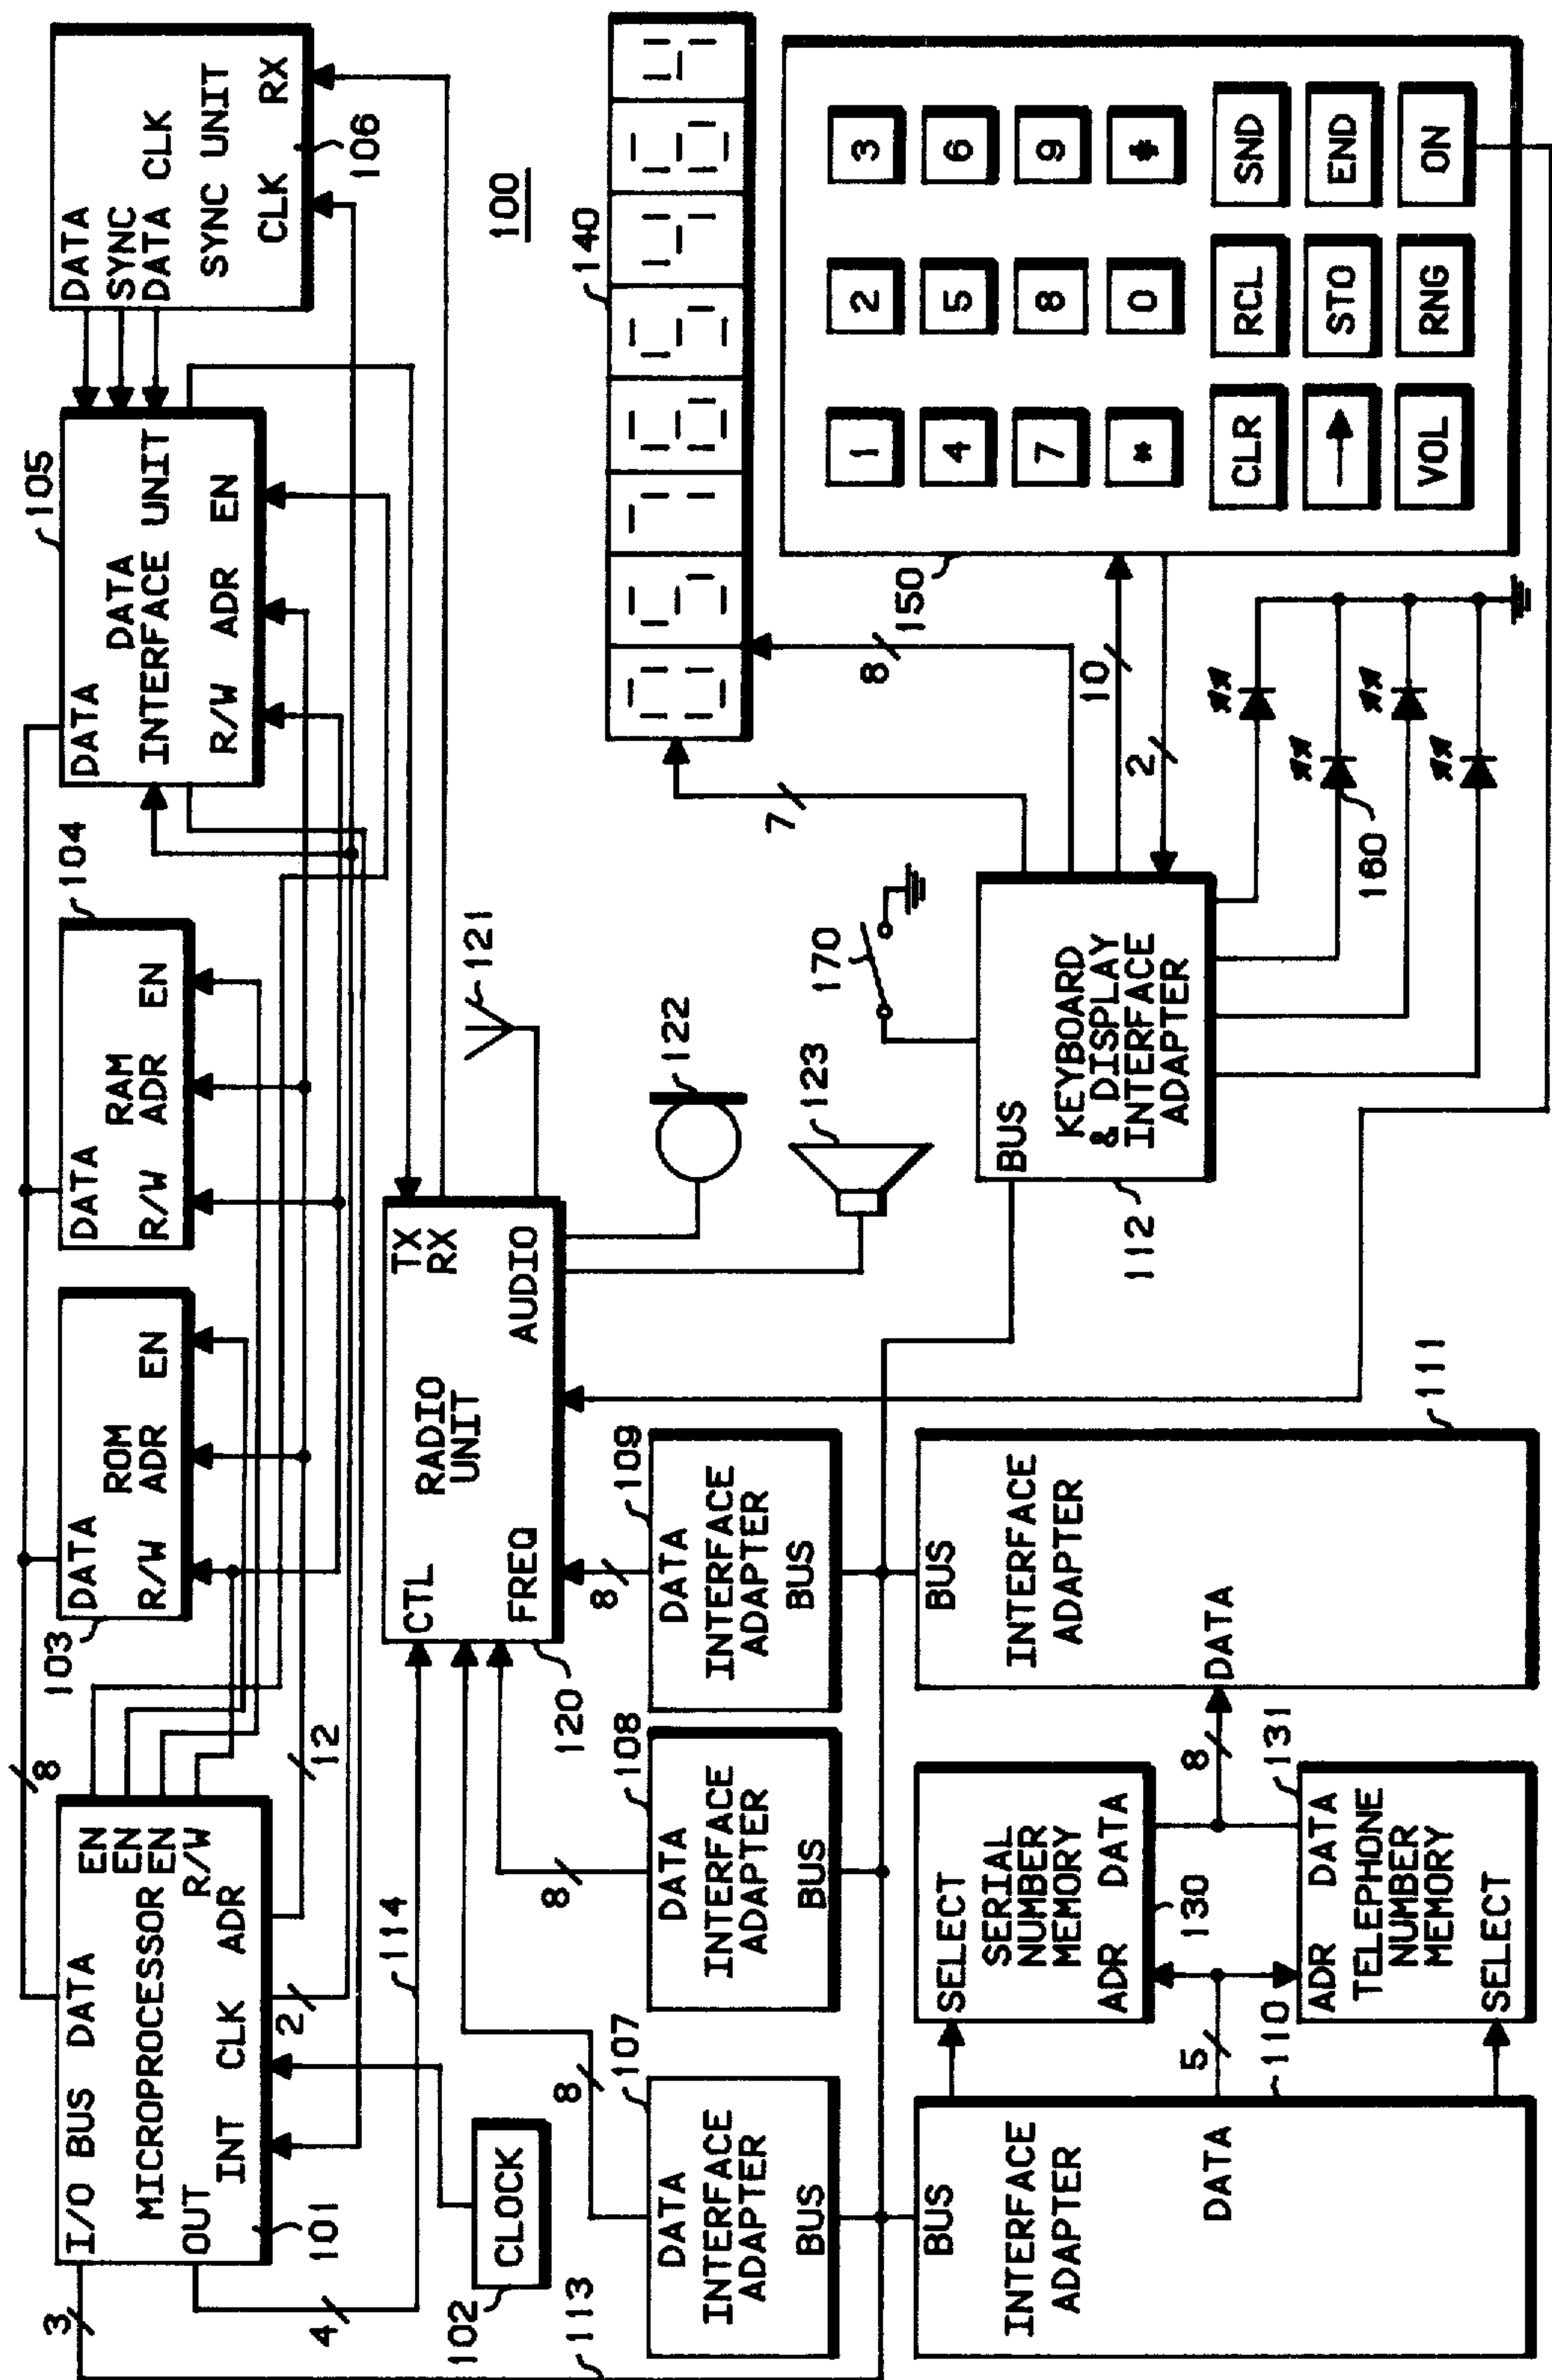 DATA
SYNC
DATA CLK
SYNC UNIT
CLK RX
106
105
DATA
DATA
INTERFACE UNIT
R/W ADR EN
104
DATA
RAM
R/W ADR EN
103
DATA
ROM
R/W ADR EN
8
12
I/O BUS DATA
EN
EN
MICROPROCESSOR EN
R/W
OUT INT CLK ADR
101
2
3
4
114
CLOCK
102
113
100
TX
RX
CTL
RADIO
UNIT
FREQ AUDIO
120
121
122
123
140
7
8
150
1 2 3
4 5 6
7 8 9
* 0 #
CLR RCL SND
→ STO END
VOL RNG ON
10
2
160
170
BUS
KEYBOARD
& DISPLAY
INTERFACE
ADAPTER
112
8
107
DATA
INTERFACE
ADAPTER
BUS
8
108
DATA
INTERFACE
ADAPTER
BUS
8
109
DATA
INTERFACE
ADAPTER
BUS
BUS
INTERFACE
ADAPTER
DATA
110
5
SELECT
SERIAL
NUMBER
MEMORY
ADR DATA
130
131
ADR DATA
TELEPHONE
NUMBER
MEMORY
SELECT
8
BUS
INTERFACE
ADAPTER
DATA
111